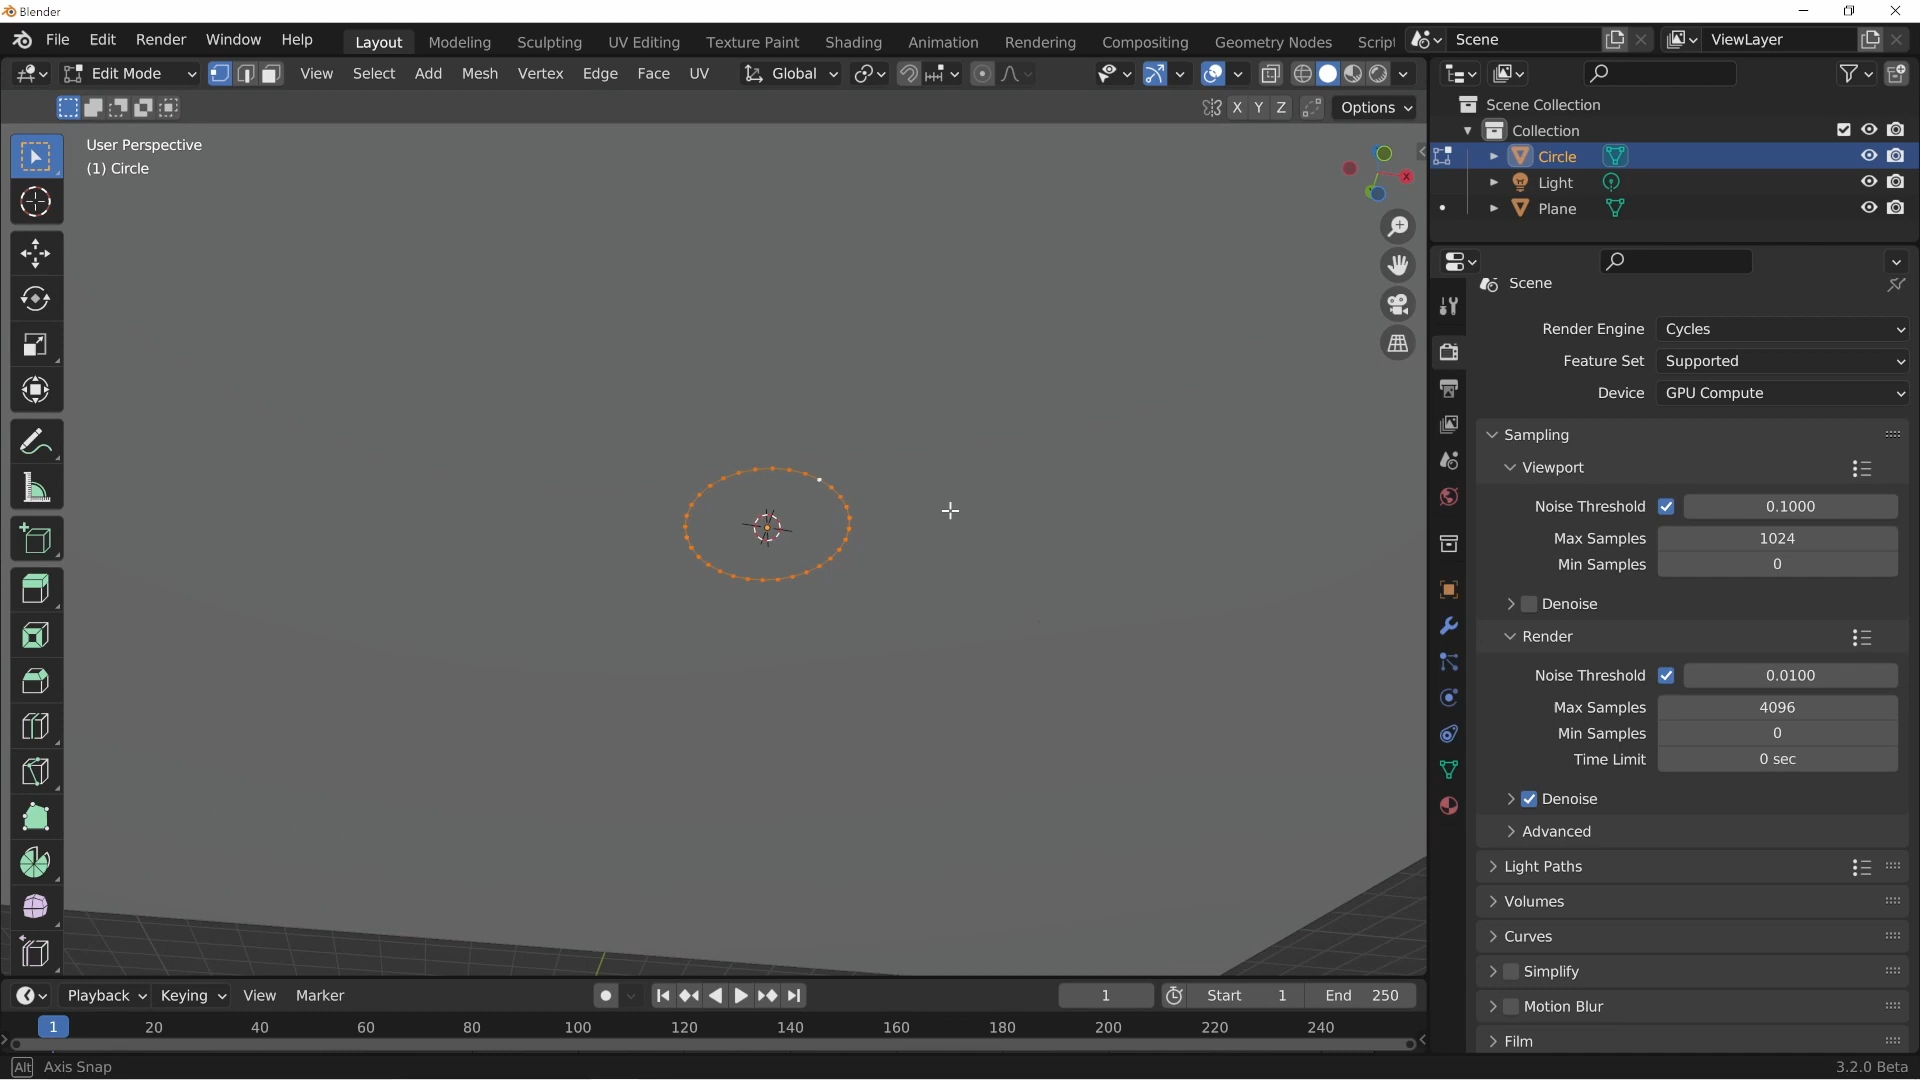 Blender
File Edit Render Window Help Layout Modeling Sculpting UV Editing Texture Paint Shading Animation Rendering Compositing Geometry Nodes Script Scene ViewLayer
Edit Mode View Select Add Mesh Vertex Edge Face UV Global
X Y Z Options
Scene Collection
Collection
Circle
Light
Plane
User Perspective
(1) Circle
X
Scene
Render Engine Cycles
Feature Set Supported
Device GPU Compute
Sampling
Viewport
Noise Threshold 0.1000
Max Samples 1024
Min Samples 0
Denoise
Render
Noise Threshold 0.0100
Max Samples 4096
Min Samples 0
Time Limit 0 sec
Denoise
Advanced
Light Paths
Volumes
Curves
Simplify
Motion Blur
Film
Playback Keying View Marker 1 Start 1 End 250
1 20 40 60 80 100 120 140 160 180 200 220 240
Alt Axis Snap 3.2.0 Beta